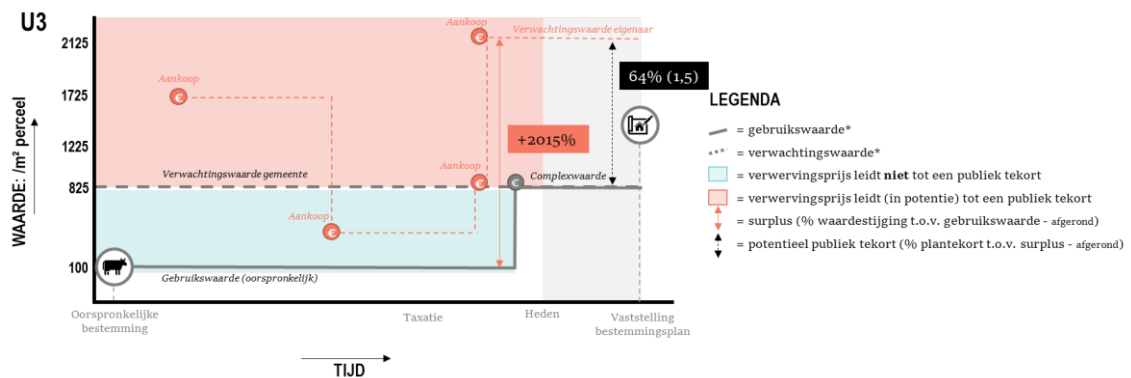 U3
WAARDE: /m² perceel
2125
1725
1225
825
100
Aankoop
€
Verwachtingswaarde eigenaar
Aankoop
€
64% (1,5)
+2015%
Verwachtingswaarde gemeente
Aankoop
€
€
Complexwaarde
Aankoop
€
Gebruikswaarde (oorspronkelijk)
Oorspronkelijke
bestemming
Taxatie
Heden
Vaststelling
bestemmingsplan
TIJD
LEGENDA
= gebruikswaarde*
= verwachtingswaarde*
= verwervingsprijs leidt niet tot een publiek tekort
= verwervingsprijs leidt (in potentie) tot een publiek tekort
= surplus (% waardestijging t.o.v. gebruikswaarde - afgerond)
= potentieel publiek tekort (% plantekort t.o.v. surplus - afgerond)